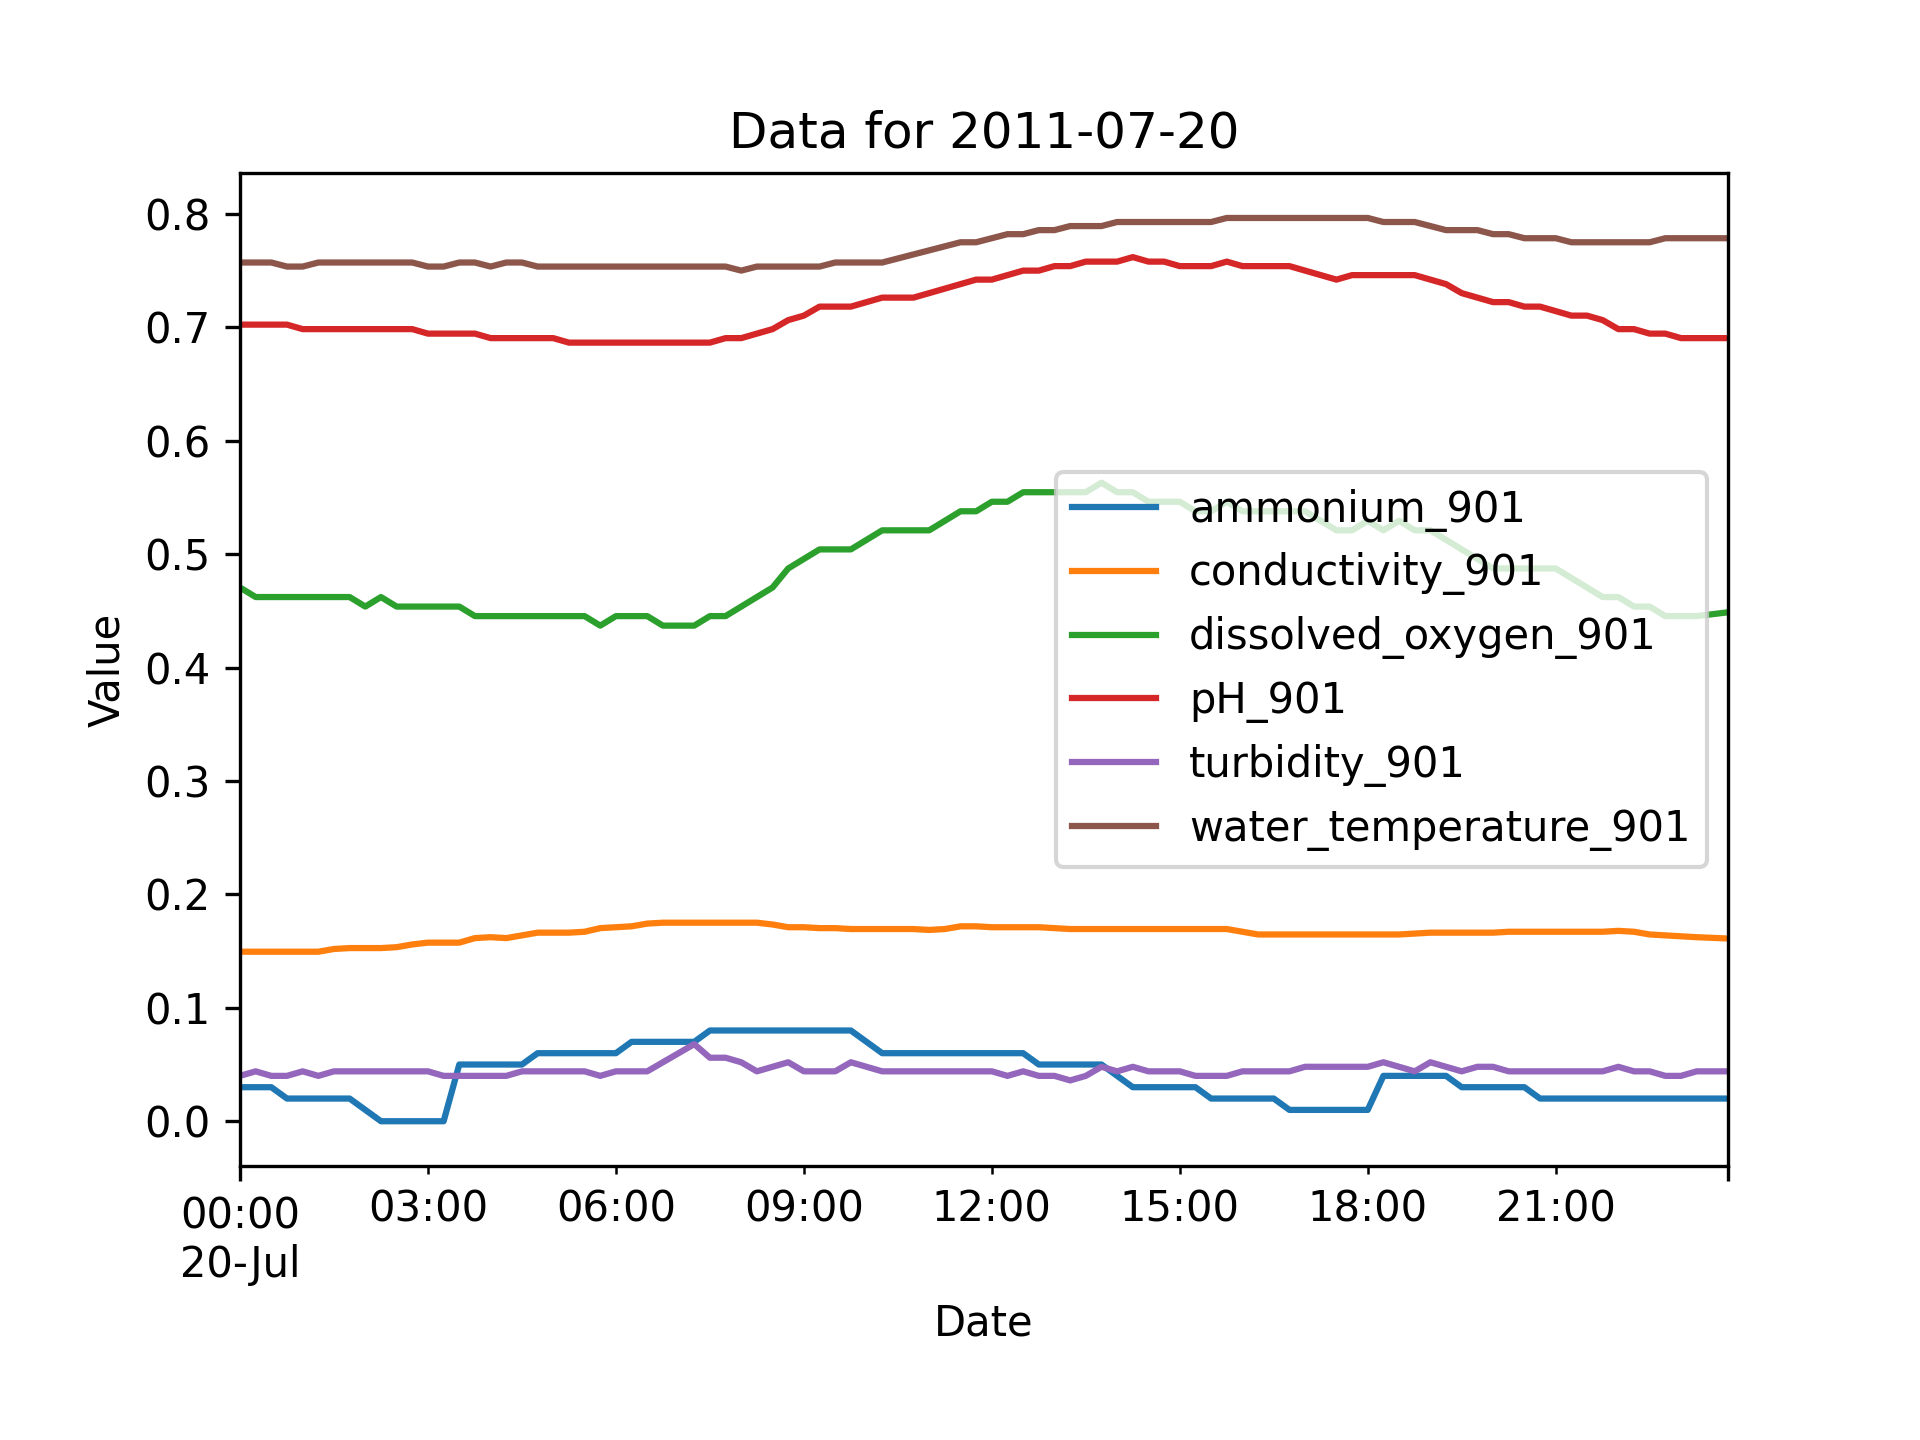 Data for 2011-07-20
Value
0.8
0.7
0.6
0.5
0.4
0.3
0.2
0.1
0.0
ammonium_901
conductivity_901
dissolved_oxygen_901
pH_901
turbidity_901
water_temperature_901
00:00 03:00 06:00 09:00 12:00 15:00 18:00 21:00
20-Jul
Date